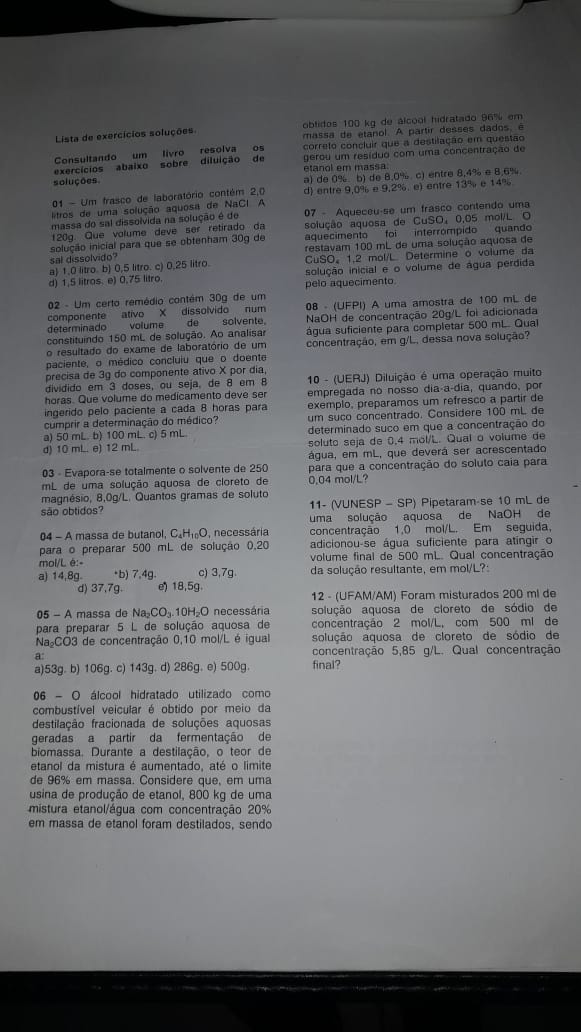 Lista de exercícios soluções.
Consultando um livro resolva os
exercícios abaixo sobre diluição de
soluções.
01 – Um frasco de laboratório contém 2,0
litros de uma solução aquosa de NaCl. A
massa do sal dissolvida na solução é de
120g. Que volume deve ser retirado da
solução inicial para que se obtenham 30g de
sal dissolvido?
a) 1,0 litro. b) 0,5 litro. c) 0,25 litro.
d) 1,5 litros. e) 0,75 litro.
02 - Um certo remédio contém 30g de um
componente ativo X dissolvido num
determinado volume de solvente,
constituindo 150 mL de solução. Ao analisar
o resultado do exame de laboratório de um
paciente, o médico concluiu que o doente
precisa de 3g do componente ativo X por dia,
dividido em 3 doses, ou seja, de 8 em 8
horas. Que volume do medicamento deve ser
ingerido pelo paciente a cada 8 horas para
cumprir a determinação do médico?
a) 50 mL. b) 100 mL. c) 5 mL.
d) 10 mL. e) 12 mL.
03 - Evapora-se totalmente o solvente de 250
mL de uma solução aquosa de cloreto de
magnésio, 8,0g/L. Quantos gramas de soluto
são obtidos?
04 – A massa de butanol, C₄H₁₀O, necessária
para o preparar 500 mL de solução 0,20
mol/L é:-
a) 14,8g. *b) 7,4g. c) 3,7g.
d) 37,7g. e) 18,5g.
05 – A massa de Na₂CO₃.10H₂O necessária
para preparar 5 L de solução aquosa de
Na₂CO3 de concentração 0,10 mol/L é igual
a:
a)53g. b) 106g. c) 143g. d) 286g. e) 500g.
06 – O álcool hidratado utilizado como
combustível veicular é obtido por meio da
destilação fracionada de soluções aquosas
geradas a partir da fermentação de
biomassa. Durante a destilação, o teor de
etanol da mistura é aumentado, até o limite
de 96% em massa. Considere que, em uma
usina de produção de etanol, 800 kg de uma
mistura etanol/água com concentração 20%
em massa de etanol foram destilados, sendo
obtidos 100 kg de álcool hidratado 96% em
massa de etanol. A partir desses dados, é
correto concluir que a destilação em questão
gerou um resíduo com uma concentração de
etanol em massa:
a) de 0%. b) de 8,0%. c) entre 8,4% e 8,6%.
d) entre 9,0% e 9,2%. e) entre 13% e 14%.
07 - Aqueceu-se um frasco contendo uma
solução aquosa de CuSO₄ 0,05 mol/L. O
aquecimento foi interrompido quando
restavam 100 mL de uma solução aquosa de
CuSO₄ 1,2 mol/L. Determine o volume da
solução inicial e o volume de água perdida
pelo aquecimento.
08 - (UFPI) A uma amostra de 100 mL de
NaOH de concentração 20g/L foi adicionada
água suficiente para completar 500 mL. Qual
concentração, em g/L, dessa nova solução?
10 - (UERJ) Diluição é uma operação muito
empregada no nosso dia-a-dia, quando, por
exemplo, preparamos um refresco a partir de
um suco concentrado. Considere 100 mL de
determinado suco em que a concentração do
soluto seja de 0,4 mol/L. Qual o volume de
água, em mL, que deverá ser acrescentado
para que a concentração do soluto caia para
0,04 mol/L?
11- (VUNESP – SP) Pipetaram-se 10 mL de
uma solução aquosa de NaOH de
concentração 1,0 mol/L. Em seguida,
adicionou-se água suficiente para atingir o
volume final de 500 mL. Qual concentração
da solução resultante, em mol/L?:
12 - (UFAM/AM) Foram misturados 200 ml de
solução aquosa de cloreto de sódio de
concentração 2 mol/L, com 500 ml de
solução aquosa de cloreto de sódio de
concentração 5,85 g/L. Qual concentração
final?